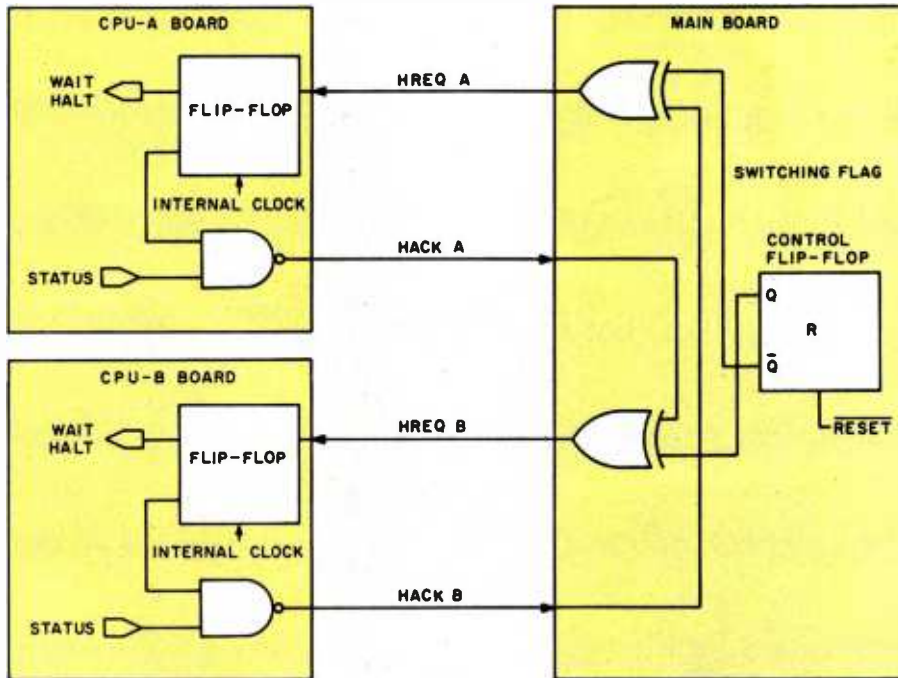 CPU-A BOARD
WAIT
HALT
FLIP-FLOP
INTERNAL CLOCK
STATUS
HREQ A
HACK A
MAIN BOARD
SWITCHING FLAG
CONTROL
FLIP-FLOP
Q
R
Q̅
R̅E̅S̅E̅T̅
CPU-B BOARD
WAIT
HALT
FLIP-FLOP
INTERNAL CLOCK
STATUS
HREQ B
HACK B